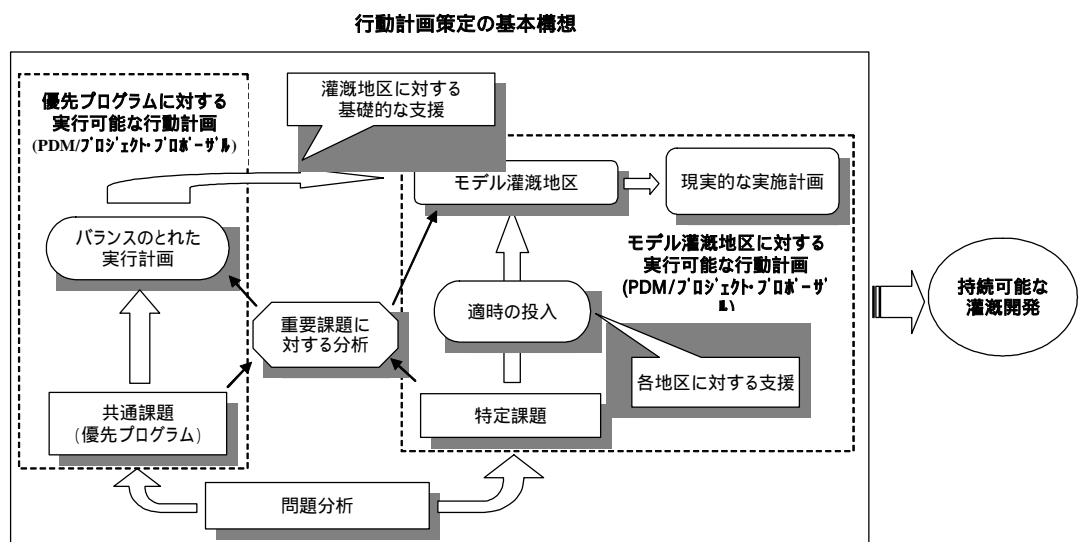 行動計画策定の基本構想
優先プログラムに対する
実行可能な行動計画
(PDM/ﾌﾟﾛｼﾞｪｸﾄ･ﾌﾟﾛﾎﾟｰｻﾞﾙ)
灌漑地区に対する
基礎的な支援
モデル灌漑地区
現実的な実施計画
バランスのとれた
実行計画
モデル灌漑地区に対する
実行可能な行動計画
(PDM/ﾌﾟﾛｼﾞｪｸﾄ･ﾌﾟﾛﾎﾟｰｻﾞ
ﾙ)
持続可能な
灌漑開発
重要課題に
対する分析
適時の投入
各地区に対する支援
共通課題
(優先プログラム)
特定課題
問題分析